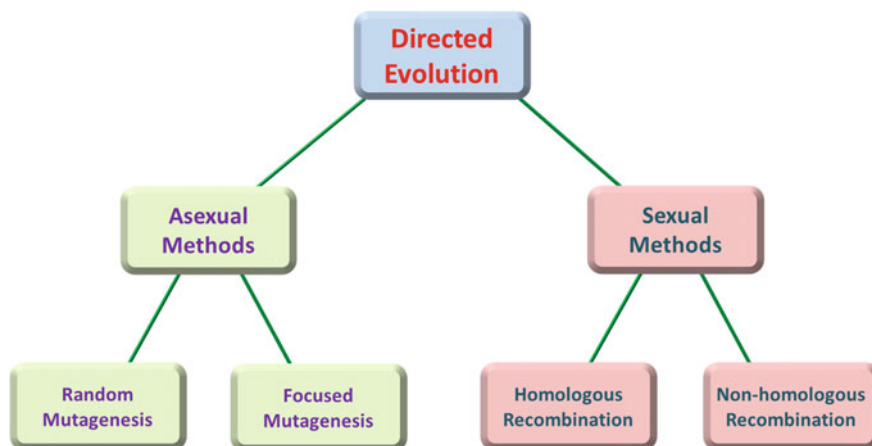 Directed
Evolution
Asexual
Methods
Sexual
Methods
Random
Mutagenesis
Focused
Mutagenesis
Homologous
Recombination
Non-homologous
Recombination